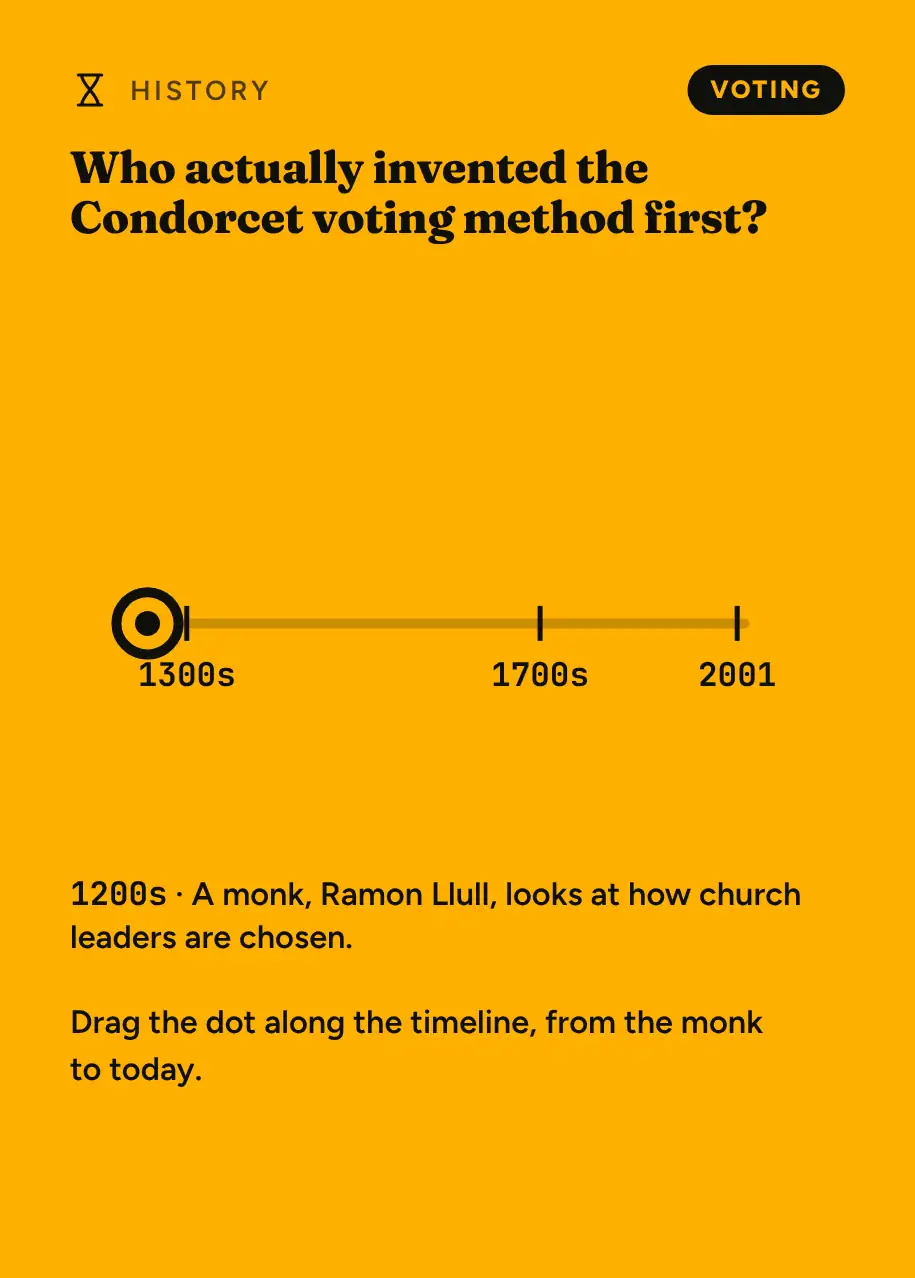 HISTORY
VOTING
Who actually invented the
Condorcet voting method first?
1300s
1700s
2001
1200s · A monk, Ramon Llull, looks at how church
leaders are chosen.
Drag the dot along the timeline, from the monk
to today.